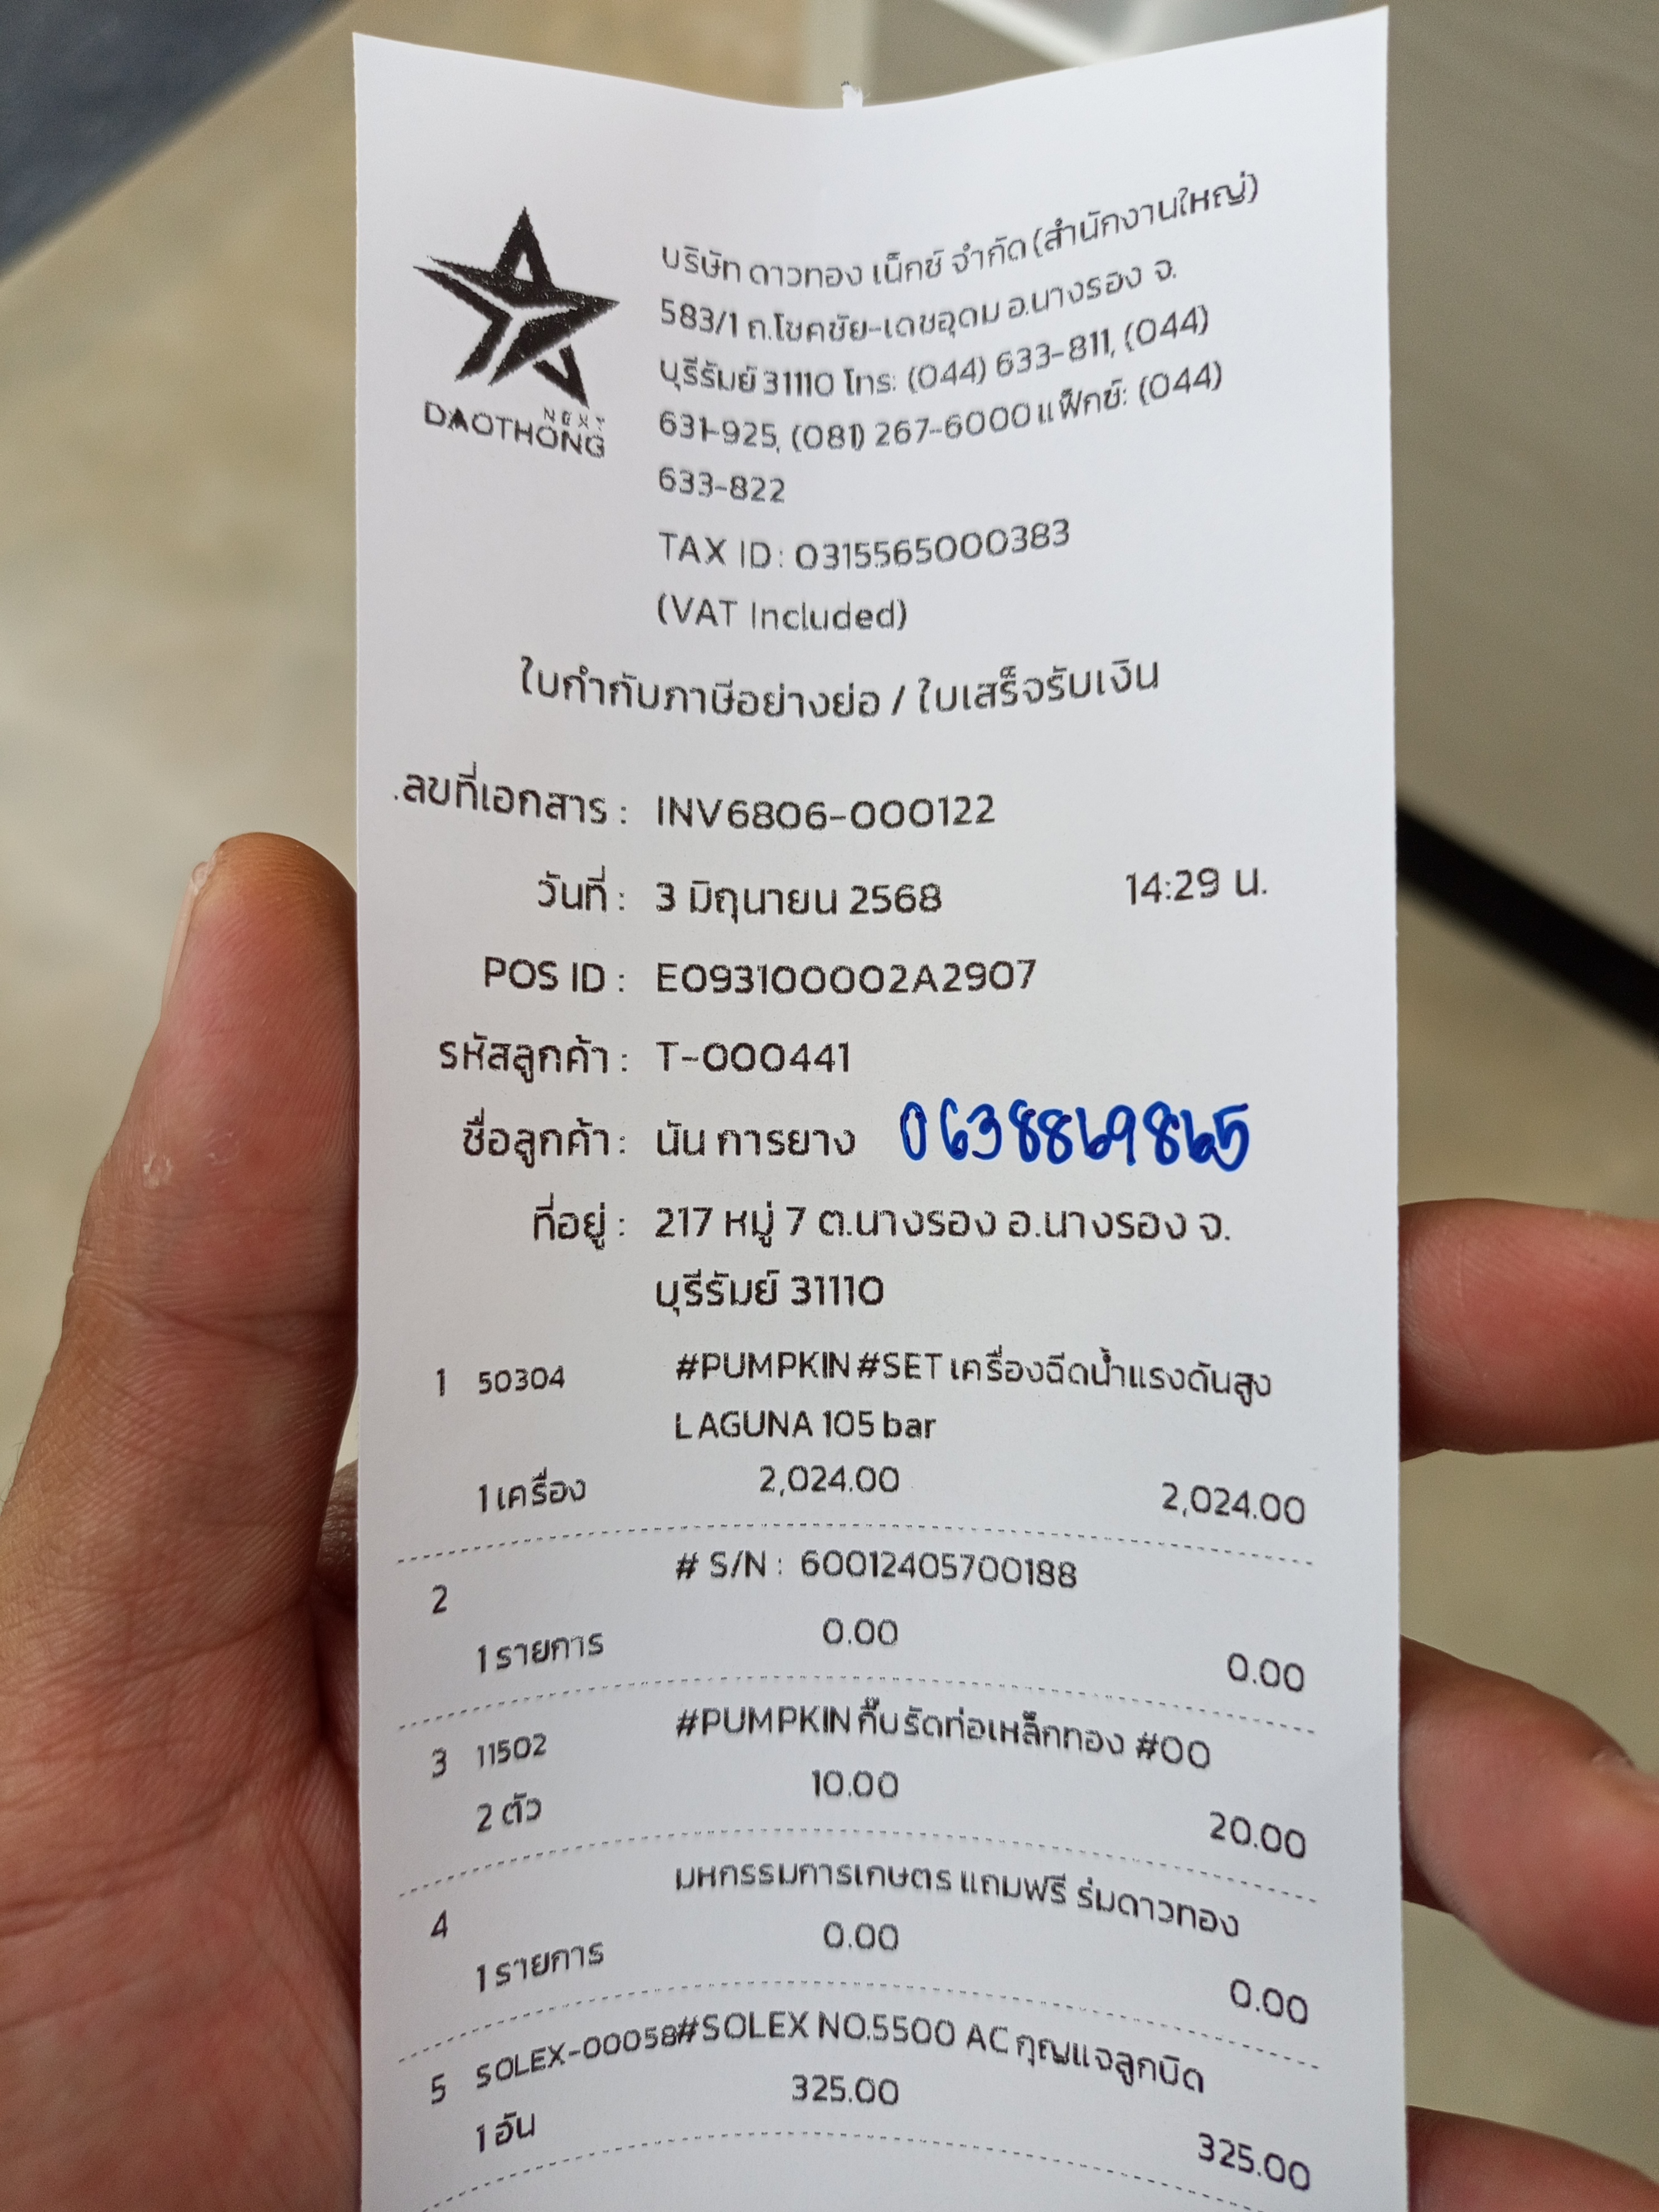 NEXT
DAOTHONG
บริษัท ดาวทอง เน็กซ์ จำกัด (สำนักงานใหญ่)
583/1 ถ.โชคชัย-เดชอุดม อ.นางรอง จ.
บุรีรัมย์ 31110 โทร: (044) 633-811, (044)
631-925, (081) 267-6000 แฟ็กซ์: (044)
633-822
TAX ID : 0315565000383
(VAT Included)
ใบกำกับภาษีอย่างย่อ / ใบเสร็จรับเงิน
.ลขที่เอกสาร : INV6806-000122
วันที่ : 3 มิถุนายน 2568 14:29 น.
POS ID : E093100002A2907
รหัสลูกค้า : T-000441
ชื่อลูกค้า : นัน การยาง 0638869865
ที่อยู่ : 217 หมู่ 7 ต.นางรอง อ.นางรอง จ.
บุรีรัมย์ 31110
1 50304 #PUMPKIN #SET เครื่องฉีดน้ำแรงดันสูง
LAGUNA 105 bar
1 เครื่อง 2,024.00 2,024.00
2 # S/N : 60012405700188
1 รายการ 0.00 0.00
3 11502 #PUMPKIN กิ๊บรัดท่อเหล็กทอง #00
2 ตัว 10.00 20.00
4 มหกรรมการเกษตร แถมฟรี ร่มดาวทอง
1 รายการ 0.00 0.00
5 SOLEX-00058 #SOLEX NO.5500 AC กุญแจลูกบิด
1 อัน 325.00 325.00